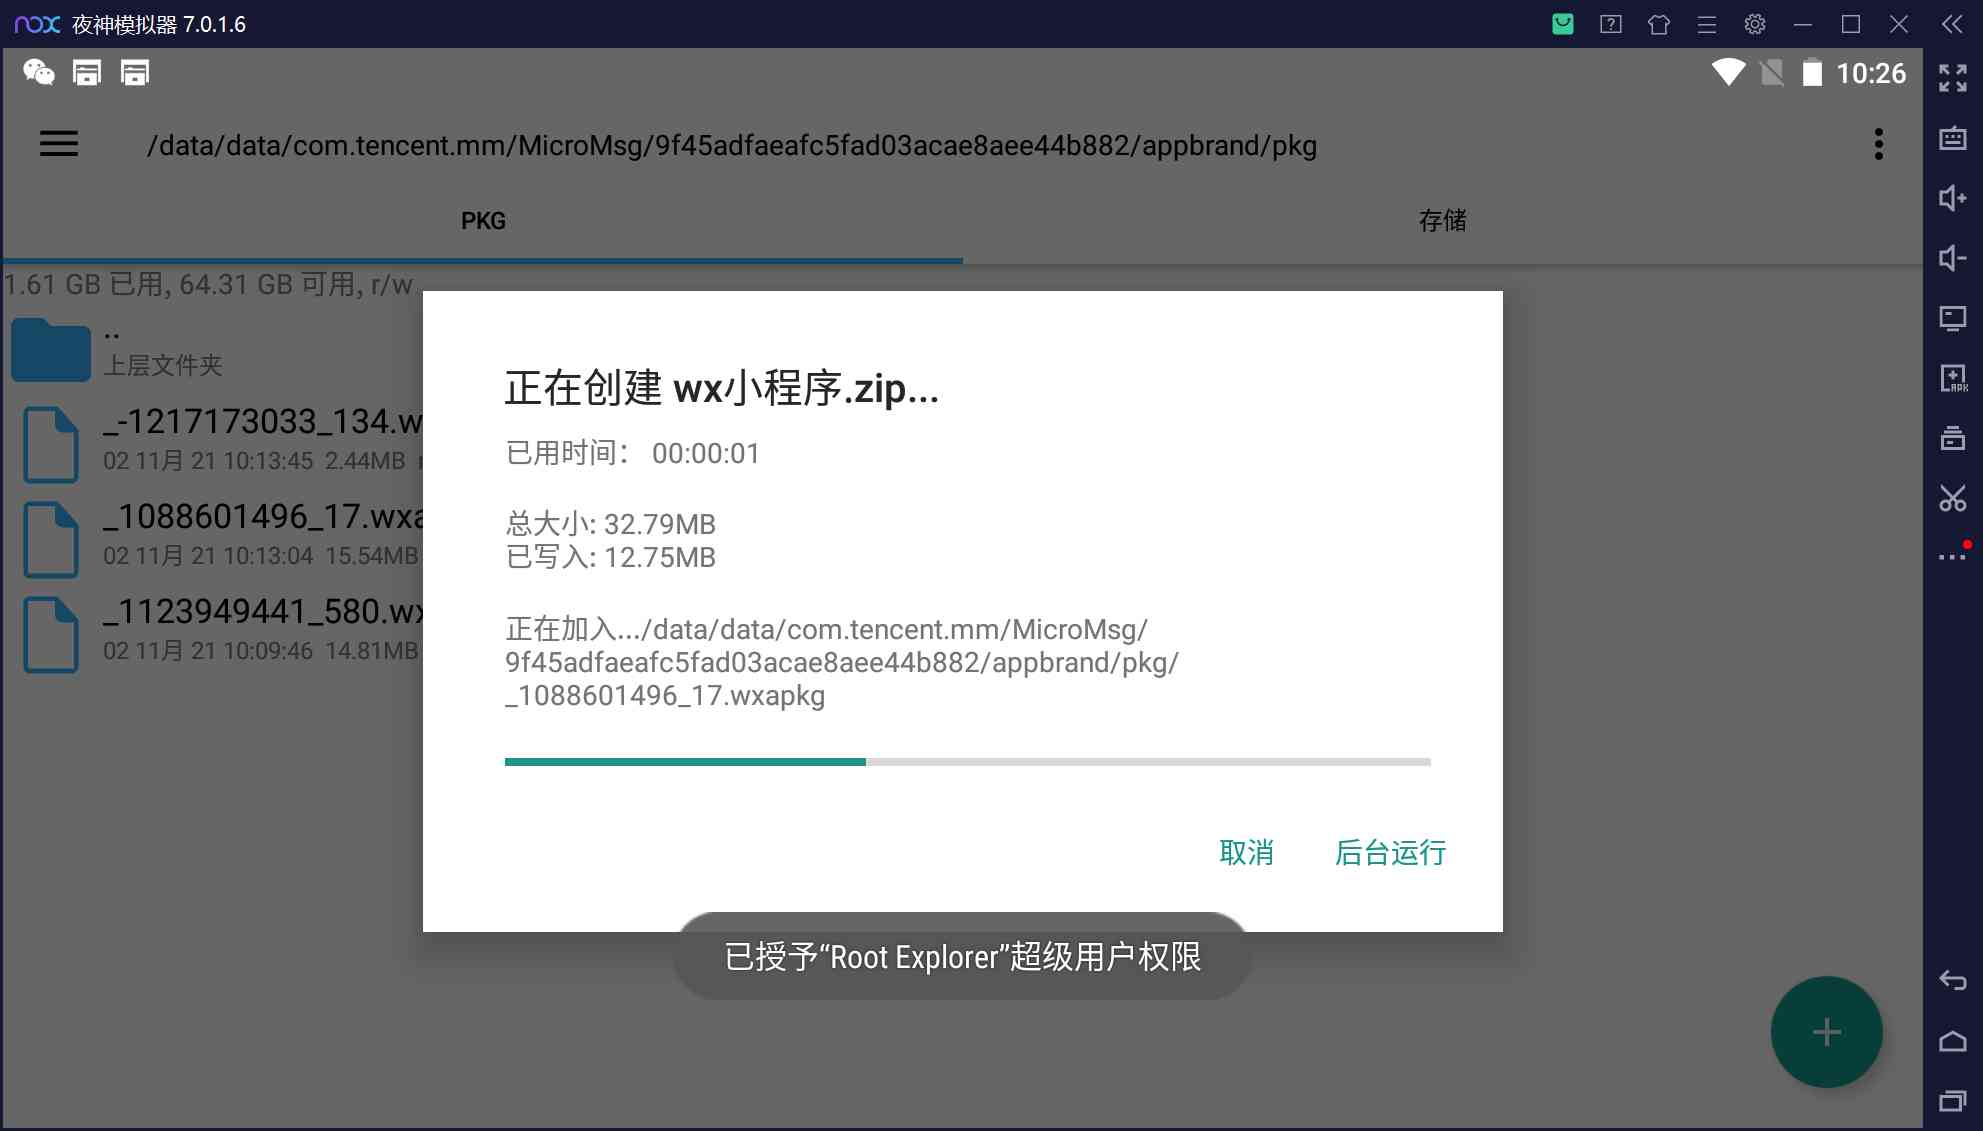 nox 夜神模拟器 7.0.1.6
10:26
/data/data/com.tencent.mm/MicroMsg/9f45adfaeafc5fad03acae8aee44b882/appbrand/pkg
PKG
存储
1.61 GB 已用, 64.31 GB 可用, r/w
..
上层文件夹
_-1217173033_134.w
02 11月 21 10:13:45 2.44MB
_1088601496_17.wxa
02 11月 21 10:13:04 15.54MB
_1123949441_580.wx
02 11月 21 10:09:46 14.81MB
正在创建 wx小程序.zip...
已用时间： 00:00:01
总大小: 32.79MB
已写入: 12.75MB
正在加入.../data/data/com.tencent.mm/MicroMsg/
9f45adfaeafc5fad03acae8aee44b882/appbrand/pkg/
_1088601496_17.wxapkg
取消
后台运行
已授予“Root Explorer”超级用户权限
APK